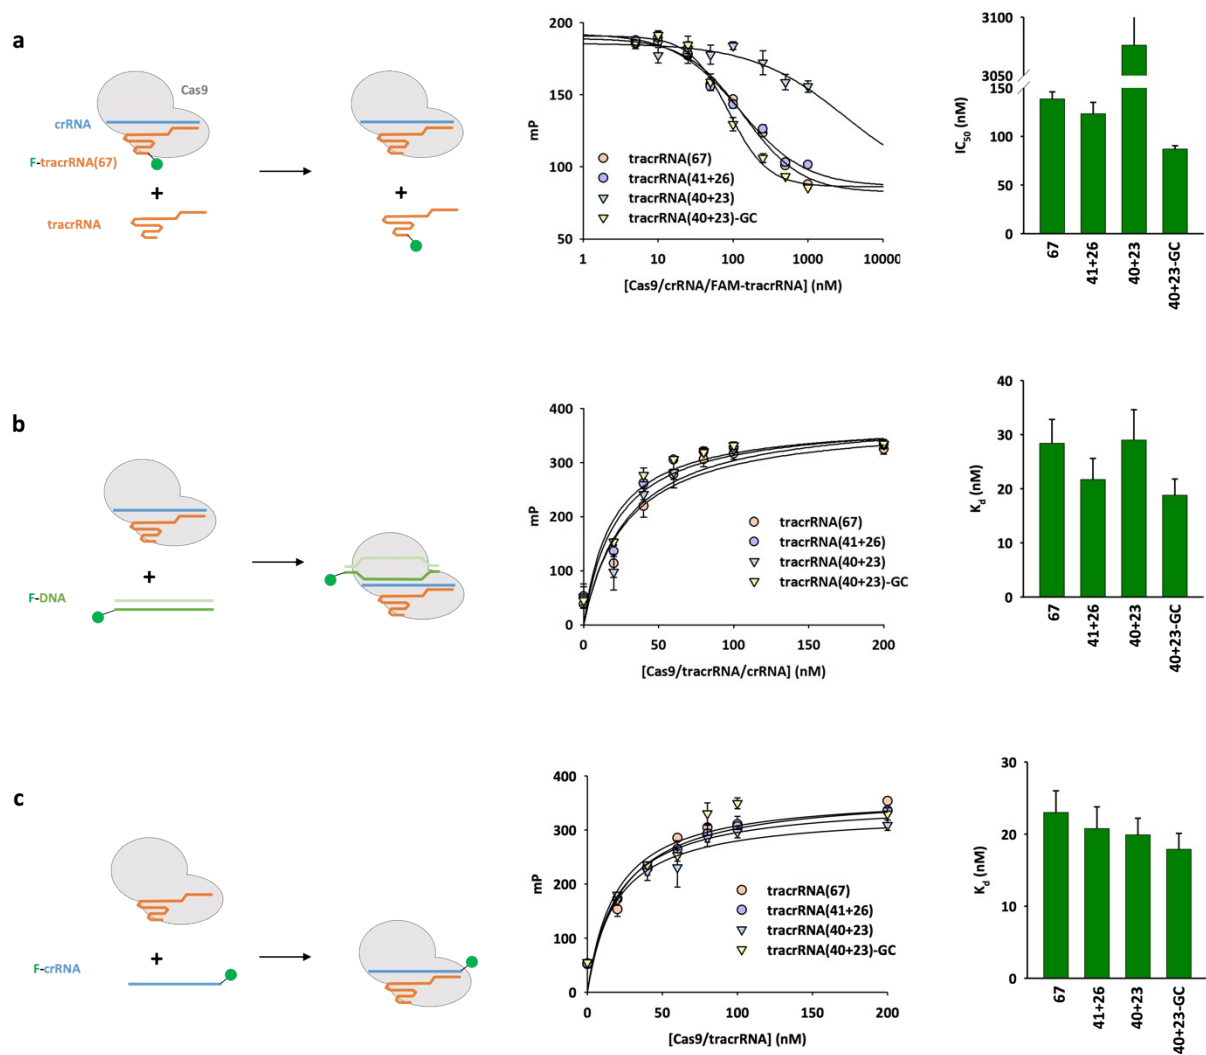 a
Cas9
crRNA
F-tracrRNA(67)
+
+
tracrRNA
mP
200
150
100
50
tracrRNA(67)
tracrRNA(41+26)
tracrRNA(40+23)
tracrRNA(40+23)-GC
1
10
100
1000
10000
[Cas9/crRNA/FAM-tracrRNA] (nM)
IC50 (nM)
3100
3050
150
100
50
0
67
41+26
40+23
40+23-GC
b
+
F-DNA
mP
400
300
200
100
0
tracrRNA(67)
tracrRNA(41+26)
tracrRNA(40+23)
tracrRNA(40+23)-GC
0
50
100
150
200
[Cas9/tracrRNA/crRNA] (nM)
Kd (nM)
40
30
20
10
0
67
41+26
40+23
40+23-GC
c
+
F-crRNA
mP
400
300
200
100
0
tracrRNA(67)
tracrRNA(41+26)
tracrRNA(40+23)
tracrRNA(40+23)-GC
0
50
100
150
200
[Cas9/tracrRNA] (nM)
Kd (nM)
30
20
10
0
67
41+26
40+23
40+23-GC